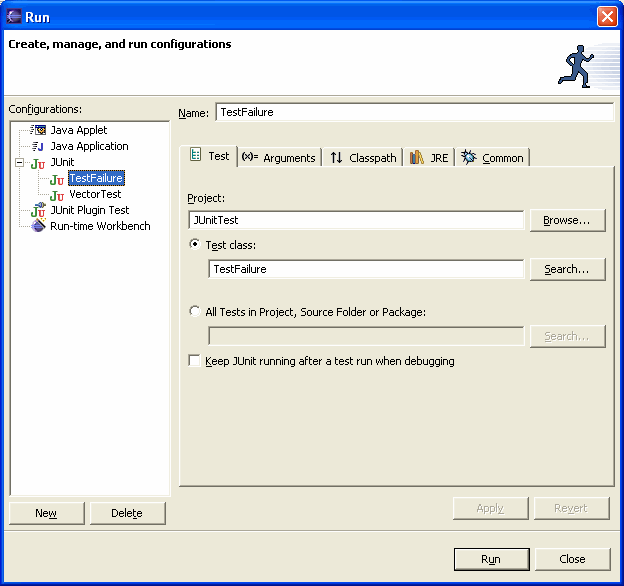 Run
Create, manage, and run configurations
Configurations:
Java Applet
Java Application
JUnit
TestFailure
VectorTest
JUnit Plugin Test
Run-time Workbench
New
Delete
Name: TestFailure
Test (x)= Arguments Classpath JRE Common
Project:
JUnitTest Browse...
Test class:
TestFailure Search...
All Tests in Project, Source Folder or Package:
Search...
Keep JUnit running after a test run when debugging
Apply Revert
Run Close